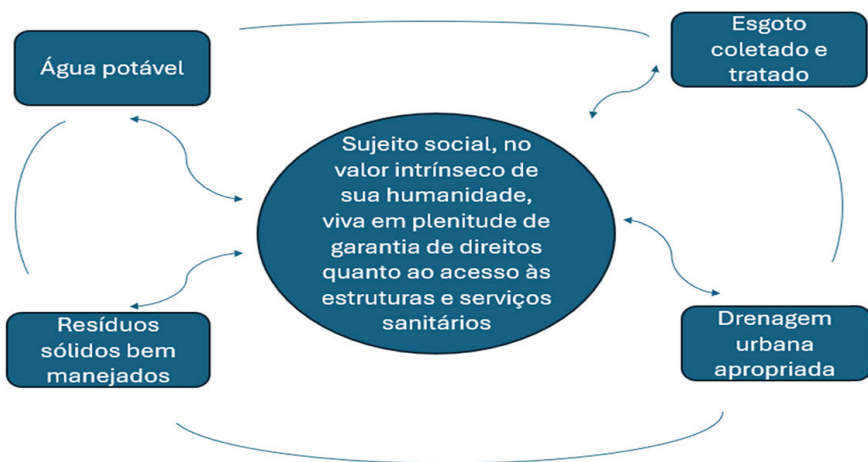 Água potável
Esgoto
coletado e
tratado
Sujeito social, no
valor intrínseco de
sua humanidade,
viva em plenitude de
garantia de direitos
quanto ao acesso às
estruturas e serviços
sanitários
Resíduos
sólidos bem
manejados
Drenagem
urbana
apropriada